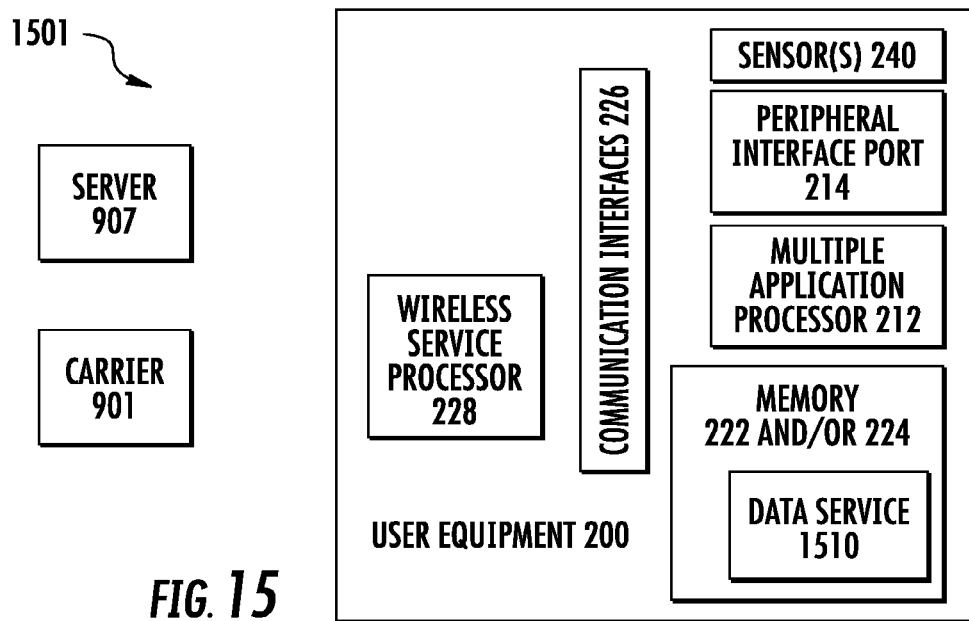 1501
SERVER
907
CARRIER
901
WIRELESS
SERVICE
PROCESSOR
228
COMMUNICATION INTERFACES 226
SENSOR(S) 240
PERIPHERAL
INTERFACE PORT
214
MULTIPLE
APPLICATION
PROCESSOR 212
MEMORY
222 AND/OR 224
DATA SERVICE
1510
USER EQUIPMENT 200
FIG. 15